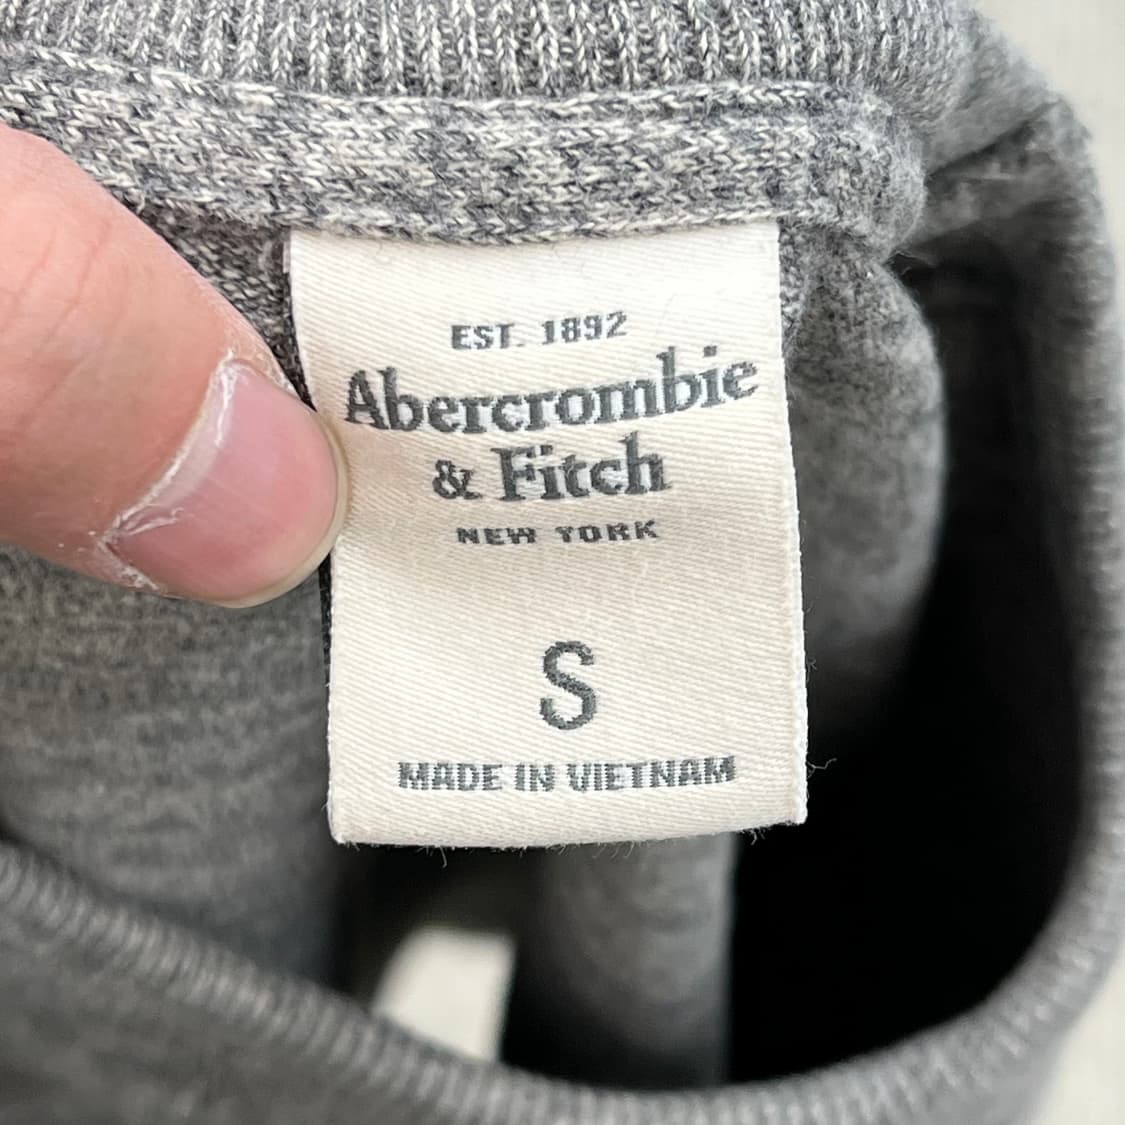 EST. 1892
Abercrombie
& Fitch
NEW YORK
S
MADE IN VIETNAM